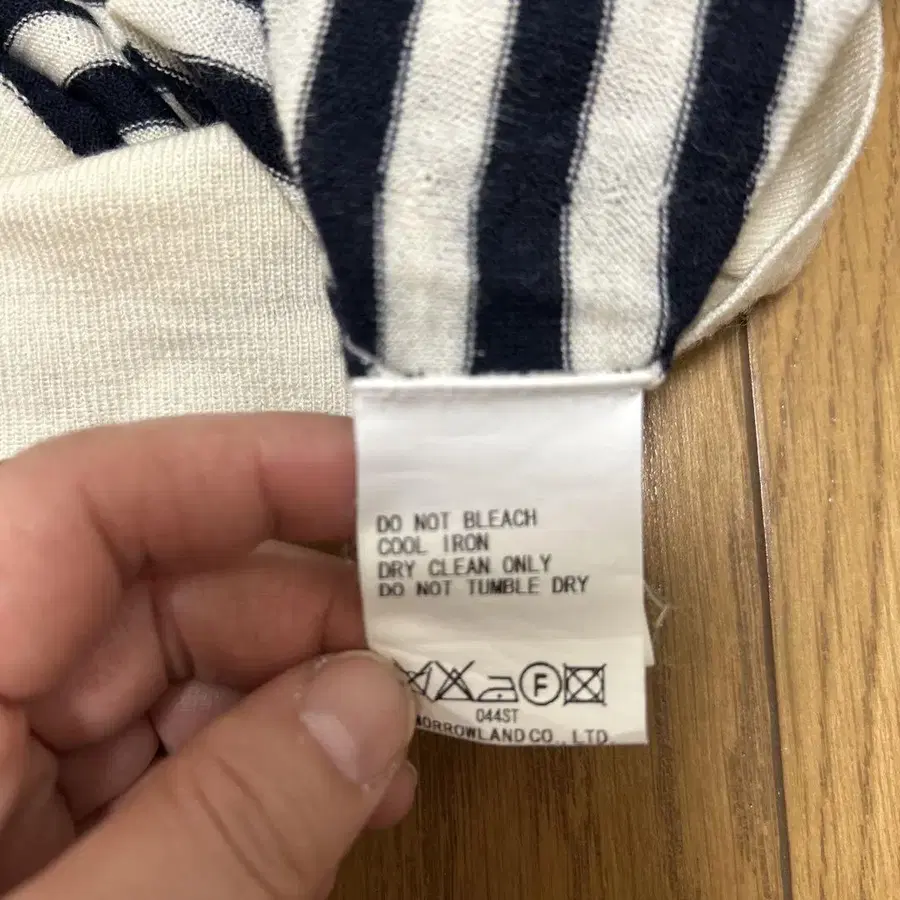 DO NOT BLEACH
COOL IRON
DRY CLEAN ONLY
DO NOT TUMBLE DRY
F
044ST
MORROWLAND CO., LTD.